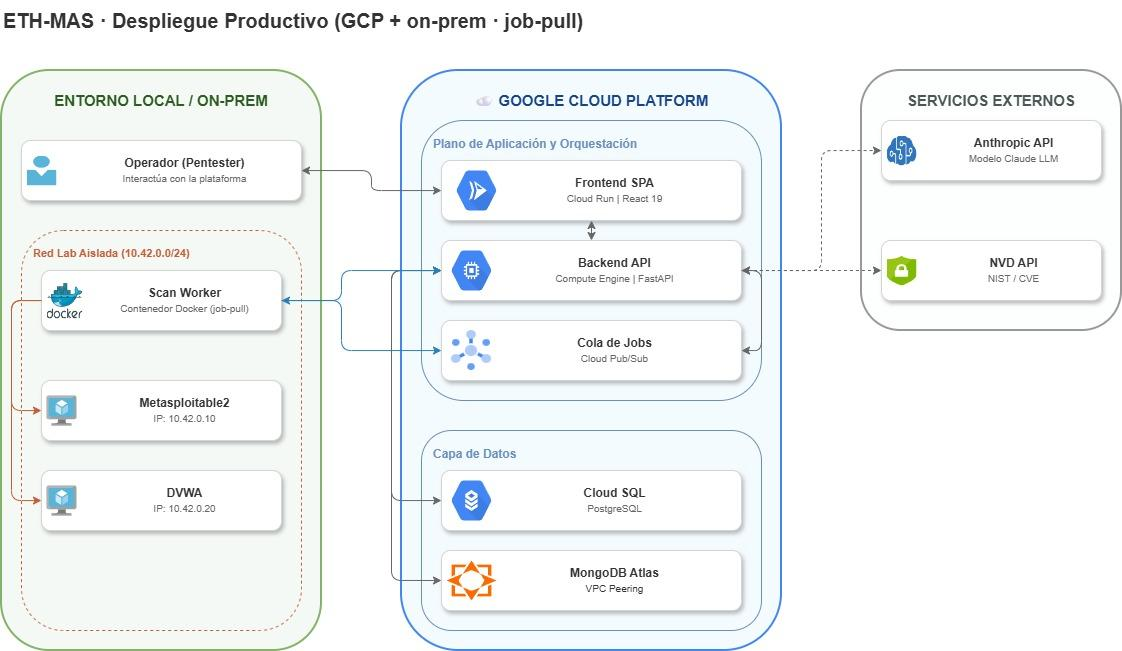 ETH-MAS · Despliegue Productivo (GCP + on-prem · job-pull)
ENTORNO LOCAL / ON-PREM
Operador (Pentester)
Interactúa con la plataforma
Red Lab Aislada (10.42.0.0/24)
docker
Scan Worker
Contenedor Docker (job-pull)
Metasploitable2
IP: 10.42.0.10
DVWA
IP: 10.42.0.20
GOOGLE CLOUD PLATFORM
Plano de Aplicación y Orquestación
Frontend SPA
Cloud Run | React 19
Backend API
Compute Engine | FastAPI
Cola de Jobs
Cloud Pub/Sub
Capa de Datos
Cloud SQL
PostgreSQL
MongoDB Atlas
VPC Peering
SERVICIOS EXTERNOS
Anthropic API
Modelo Claude LLM
NVD API
NIST / CVE